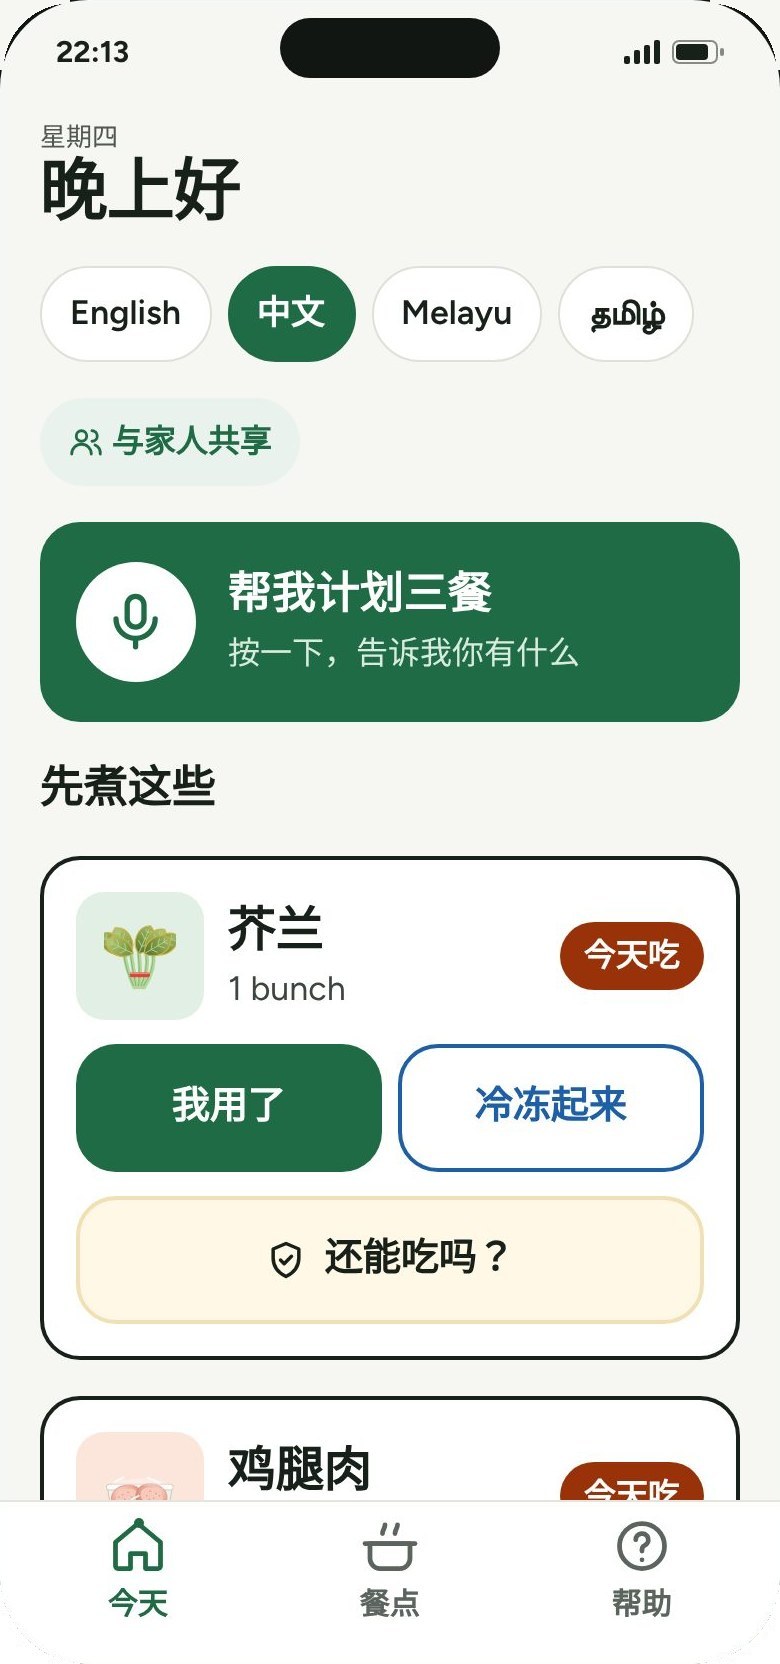 22:13
星期四
晚上好
English
中文
Melayu
தமிழ்
与家人共享
帮我计划三餐
按一下，告诉我你有什么
先煮这些
芥兰
1 bunch
今天吃
我用了
冷冻起来
还能吃吗？
鸡腿肉
今天吃
今天
餐点
帮助